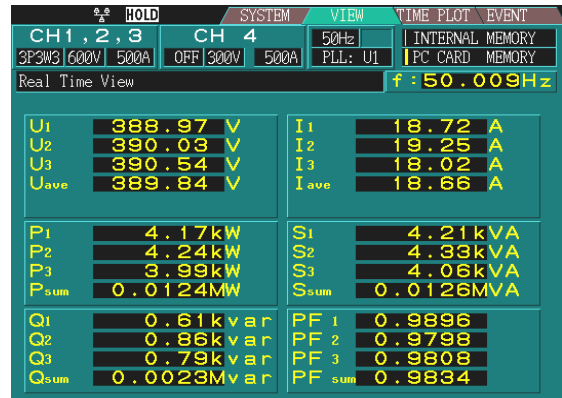 HOLD SYSTEM VIEW TIME PLOT EVENT
CH1,2,3 CH 4 50Hz INTERNAL MEMORY
3P3W3 600V 500A OFF 300V 500A PLL: U1 PC CARD MEMORY
Real Time View f:50.009Hz
U1 388.97 V I1 18.72 A
U2 390.03 V I2 19.25 A
U3 390.54 V I3 18.02 A
Uave 389.84 V Iave 18.66 A
P1 4.17kW S1 4.21kVA
P2 4.24kW S2 4.33kVA
P3 3.99kW S3 4.06kVA
Psum 0.0124MW Ssum 0.0126MVA
Q1 0.61kvar PF 1 0.9896
Q2 0.86kvar PF 2 0.9798
Q3 0.79kvar PF 3 0.9808
Qsum 0.0023Mvar PF sum 0.9834